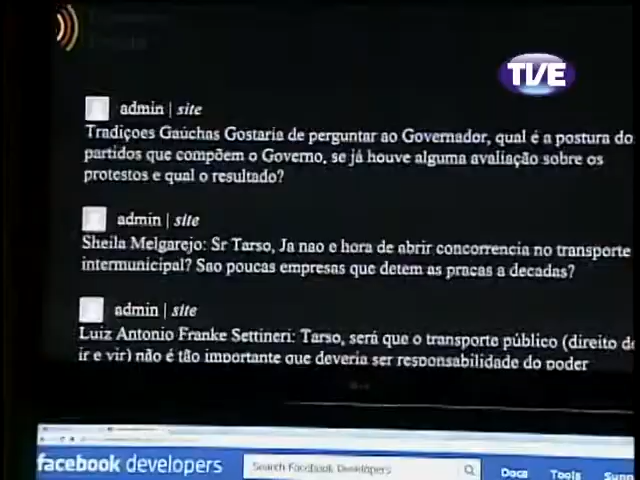 TVE
admin | site
Tradiçoes Gaúchas Gostaria de perguntar ao Governador, qual é a postura do
partidos que compõem o Governo, se já houve alguma avaliação sobre os
protestos e qual o resultado?
admin | site
Sheila Melgarejo: Sr Tarso, Ja nao e hora de abrir concorrencia no transporte
intermunicipal? Sao poucas empresas que detem as pracas a decadas?
admin | site
Luiz Antonio Franke Settineri: Tarso, será que o transporte público (direito de
ir e vir) não é tão importante que deveria ser responsabilidade do poder
facebook developers
Search Facebook Developers
Docs Tools Supp